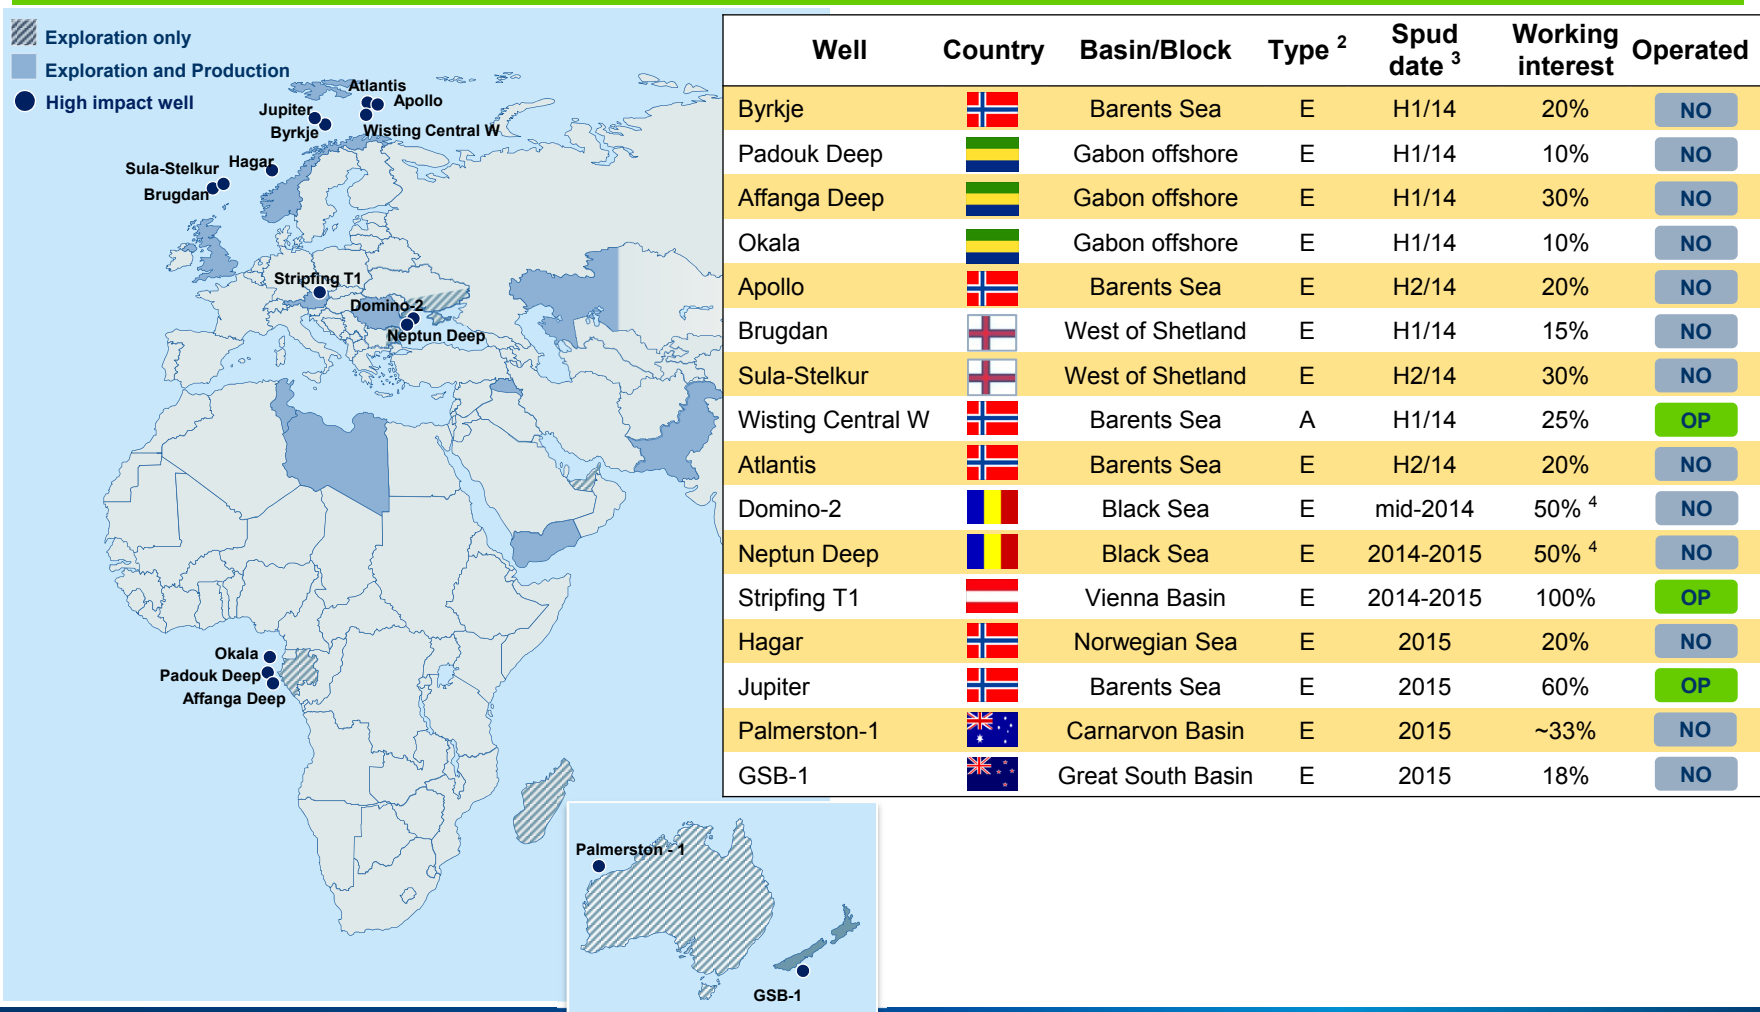 Exploration only
Exploration and Production
High impact well
Atlantis
Apollo
Jupiter
Byrkje
Wisting Central W
Sula-Stelkur
Hagar
Brugdan
Stripfing T1
Domino-2
Neptun Deep
Okala
Padouk Deep
Affanga Deep
Palmerston - 1
GSB-1
Well Country Basin/Block Type 2 Spud date 3 Working interest Operated
Byrkje Barents Sea E H1/14 20% NO
Padouk Deep Gabon offshore E H1/14 10% NO
Affanga Deep Gabon offshore E H1/14 30% NO
Okala Gabon offshore E H1/14 10% NO
Apollo Barents Sea E H2/14 20% NO
Brugdan West of Shetland E H1/14 15% NO
Sula-Stelkur West of Shetland E H2/14 30% NO
Wisting Central W Barents Sea A H1/14 25% OP
Atlantis Barents Sea E H2/14 20% NO
Domino-2 Black Sea E mid-2014 50% 4 NO
Neptun Deep Black Sea E 2014-2015 50% 4 NO
Stripfing T1 Vienna Basin E 2014-2015 100% OP
Hagar Norwegian Sea E 2015 20% NO
Jupiter Barents Sea E 2015 60% OP
Palmerston-1 Carnarvon Basin E 2015 ~33% NO
GSB-1 Great South Basin E 2015 18% NO